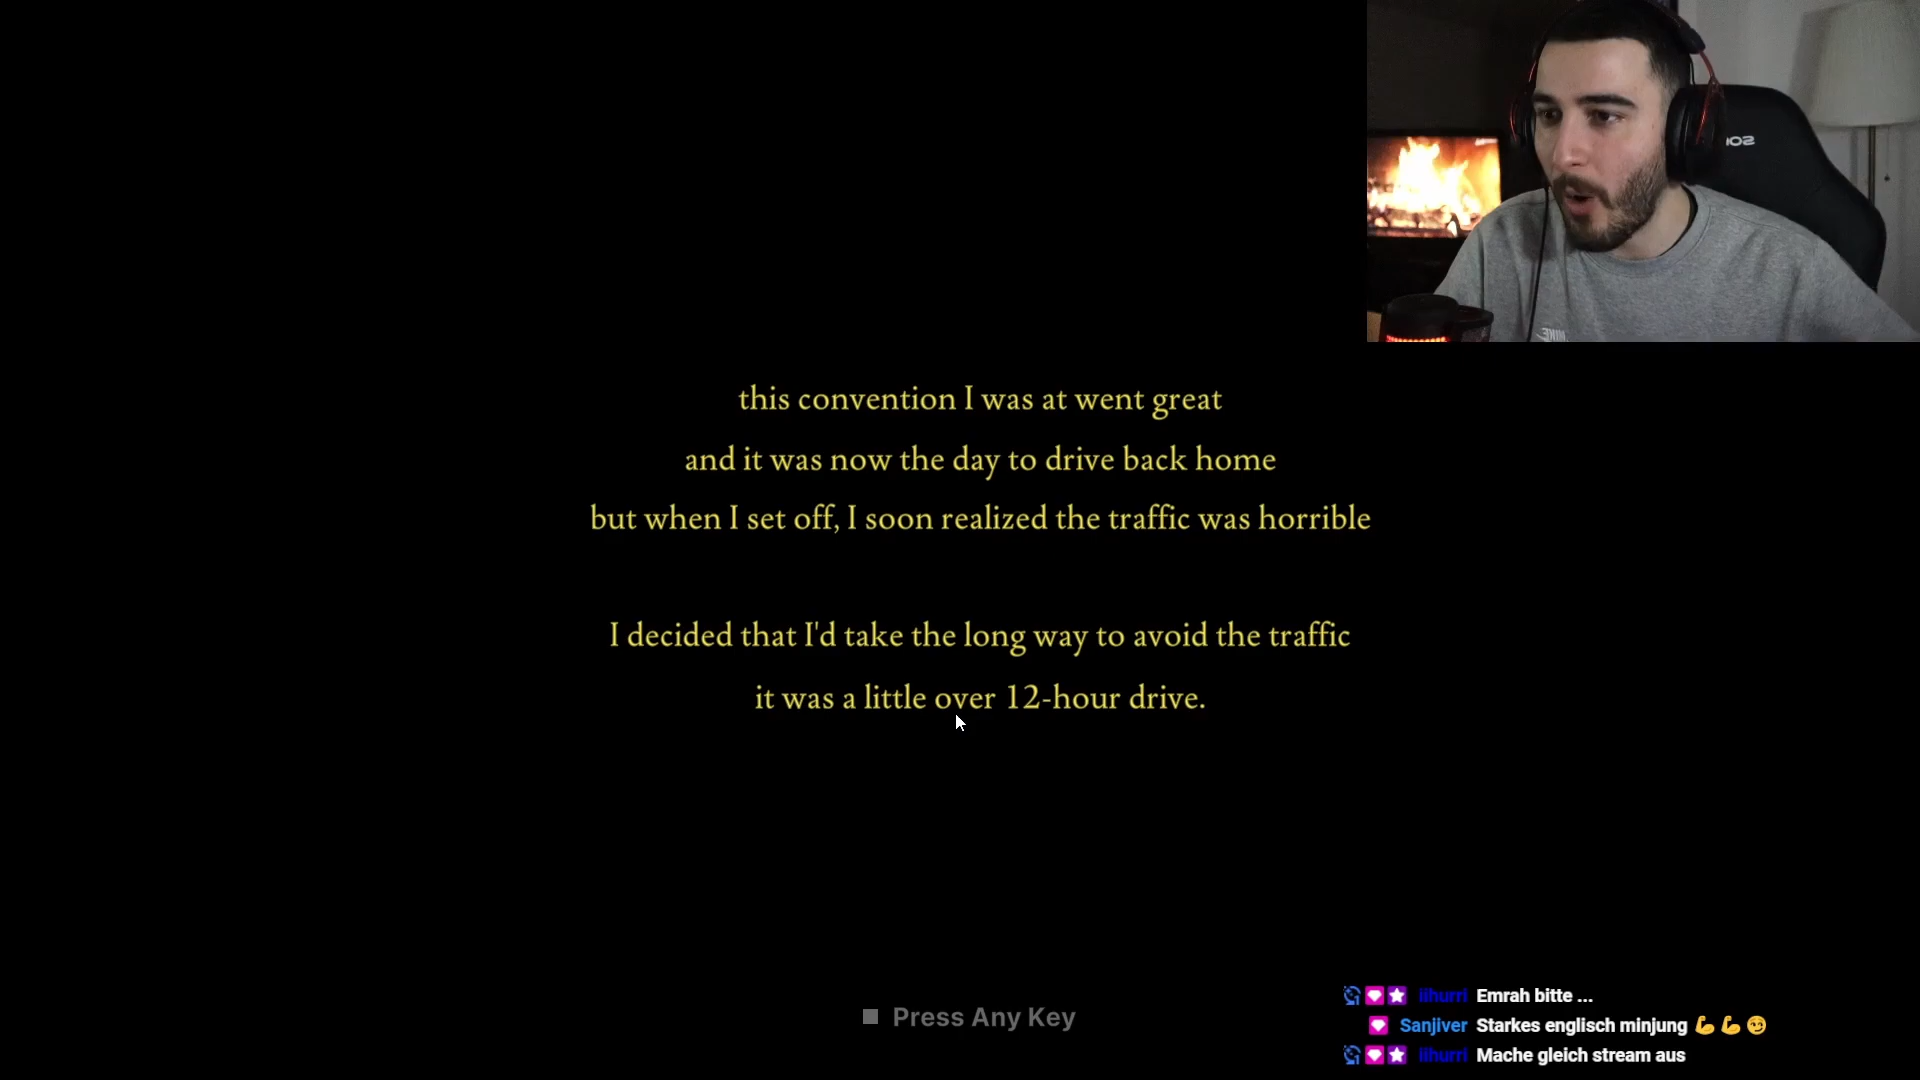 this convention I was at went great
and it was now the day to drive back home
but when I set off, I soon realized the traffic was horrible
I decided that I'd take the long way to avoid the traffic
it was a little over 12-hour drive.
Press Any Key
iihurri Emrah bitte ...
Sanjiver Starkes englisch minjung 💪💪😏
iihurri Mache gleich stream aus